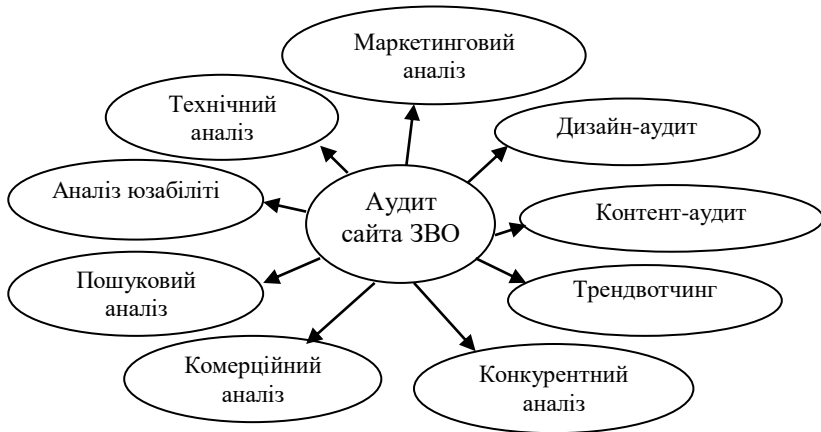 Маркетинговий
аналіз
Технічний
аналіз
Дизайн-аудит
Аналіз юзабіліті
Аудит
сайта ЗВО
Контент-аудит
Пошуковий
аналіз
Трендвотчинг
Комерційний
аналіз
Конкурентний
аналіз